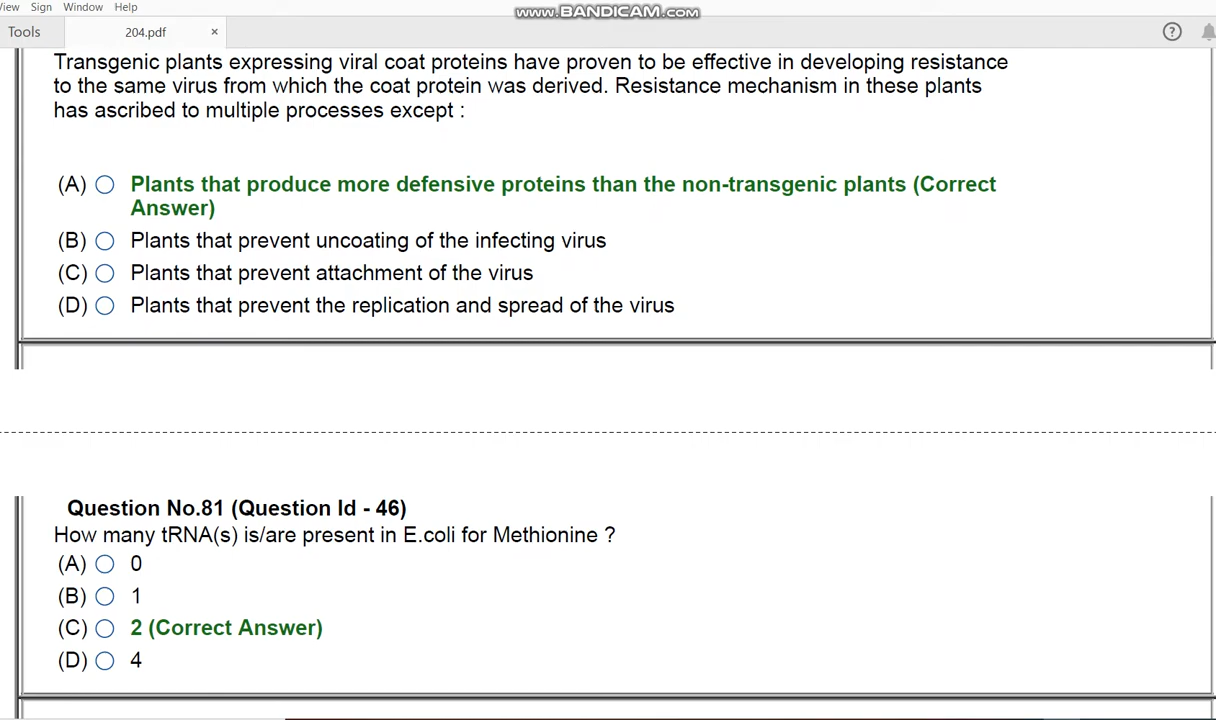 View Sign Window Help
www.BANDICAM.com
Tools 204.pdf × ?
Transgenic plants expressing viral coat proteins have proven to be effective in developing resistance
to the same virus from which the coat protein was derived. Resistance mechanism in these plants
has ascribed to multiple processes except :
(A) Plants that produce more defensive proteins than the non-transgenic plants (Correct
Answer)
(B) Plants that prevent uncoating of the infecting virus
(C) Plants that prevent attachment of the virus
(D) Plants that prevent the replication and spread of the virus
Question No.81 (Question Id - 46)
How many tRNA(s) is/are present in E.coli for Methionine ?
(A) 0
(B) 1
(C) 2 (Correct Answer)
(D) 4